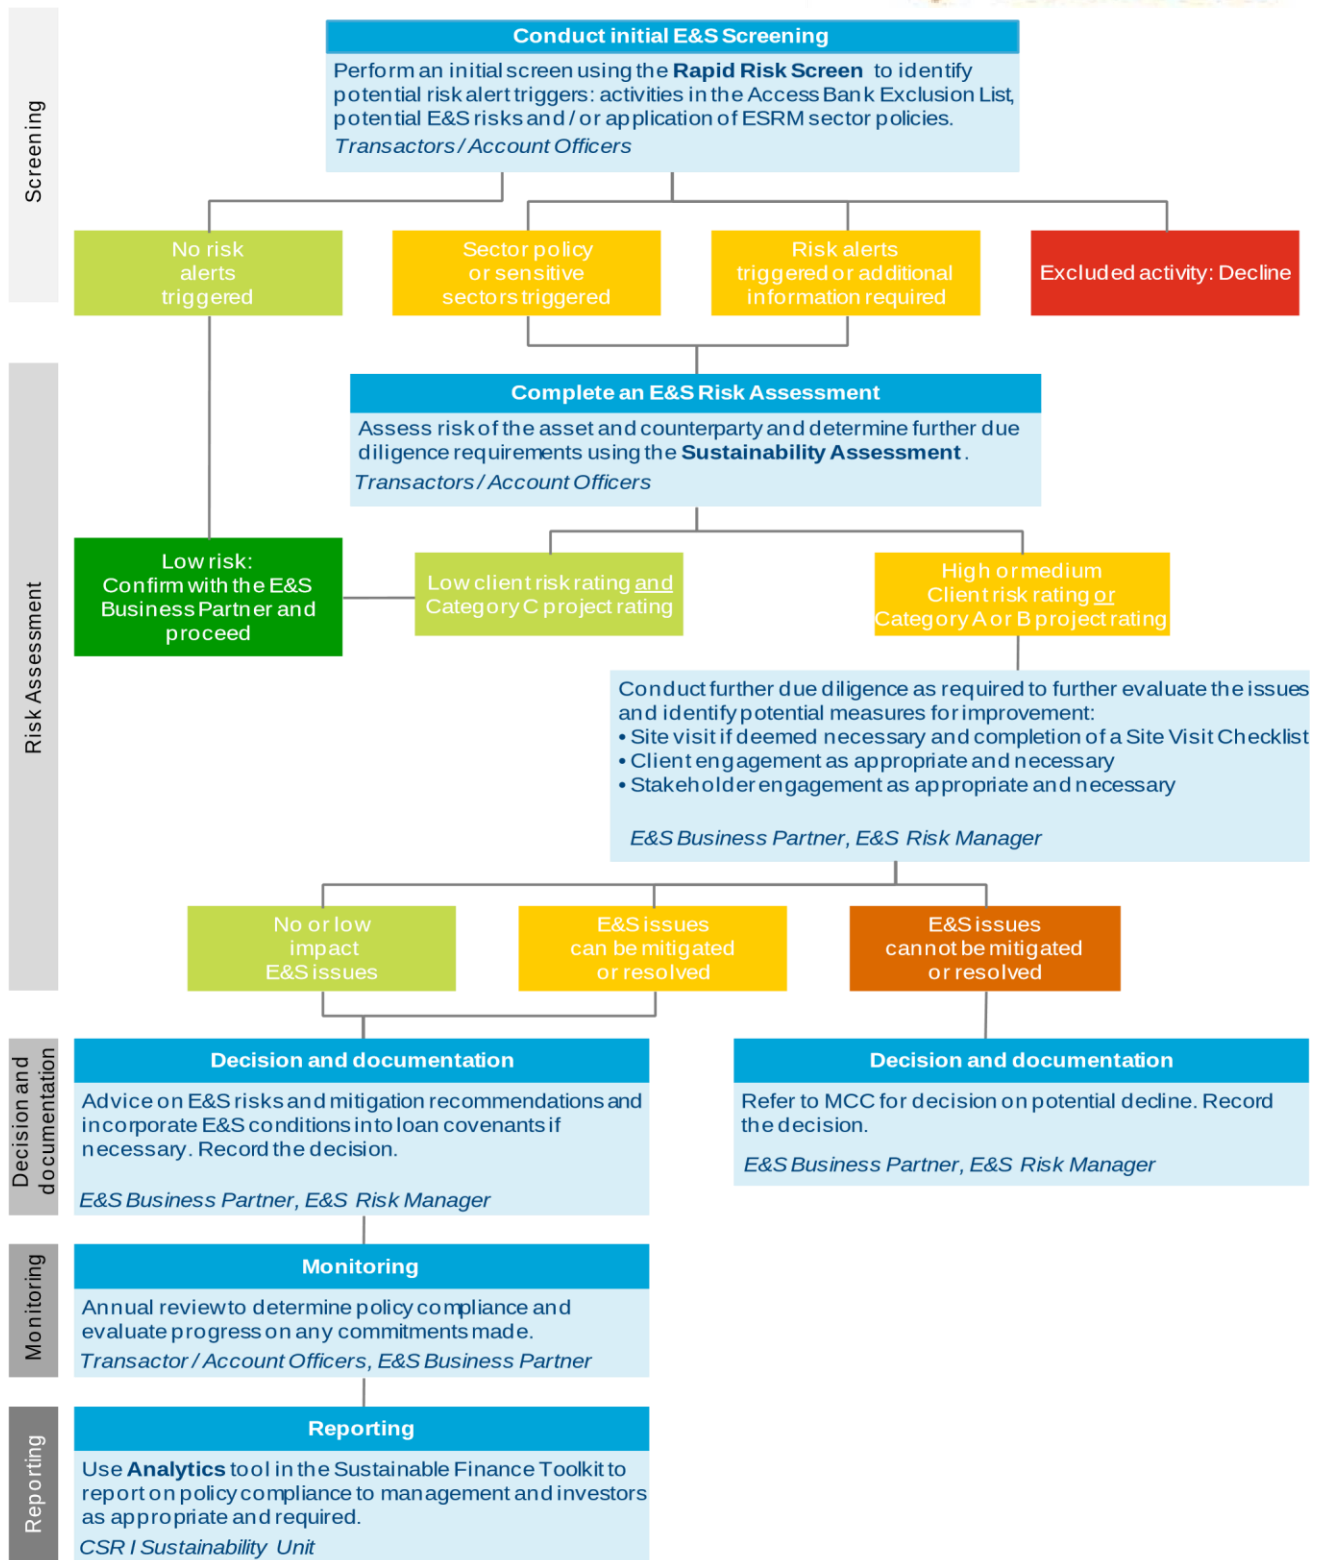 Screening
Conduct initial E&S Screening
Perform an initial screen using the Rapid Risk Screen to identify
potential risk alert triggers: activities in the Access Bank Exclusion List,
potential E&S risks and / or application of ESRM sector policies.
Transactors / Account Officers
No risk
alerts
triggered
Sector policy
or sensitive
sectors triggered
Risk alerts
triggered or additional
information required
Excluded activity: Decline
Risk Assessment
Complete an E&S Risk Assessment
Assess risk of the asset and counterparty and determine further due
diligence requirements using the Sustainability Assessment .
Transactors / Account Officers
Low risk:
Confirm with the E&S
Business Partner and
proceed
Low client risk rating and
Category C project rating
High or medium
Client risk rating or
Category A or B project rating
Conduct further due diligence as required to further evaluate the issues
and identify potential measures for improvement:
• Site visit if deemed necessary and completion of a Site Visit Checklist
• Client engagement as appropriate and necessary
• Stakeholder engagement as appropriate and necessary
E&S Business Partner, E&S Risk Manager
No or low
impact
E&S issues
E&S issues
can be mitigated
or resolved
E&S issues
cannot be mitigated
or resolved
Decision and
documentation
Decision and documentation
Advice on E&S risks and mitigation recommendations and
incorporate E&S conditions into loan covenants if
necessary. Record the decision.
E&S Business Partner, E&S Risk Manager
Decision and documentation
Refer to MCC for decision on potential decline. Record
the decision.
E&S Business Partner, E&S Risk Manager
Monitoring
Monitoring
Annual review to determine policy compliance and
evaluate progress on any commitments made.
Transactor / Account Officers, E&S Business Partner
Reporting
Reporting
Use Analytics tool in the Sustainable Finance Toolkit to
report on policy compliance to management and investors
as appropriate and required.
CSR I Sustainability Unit